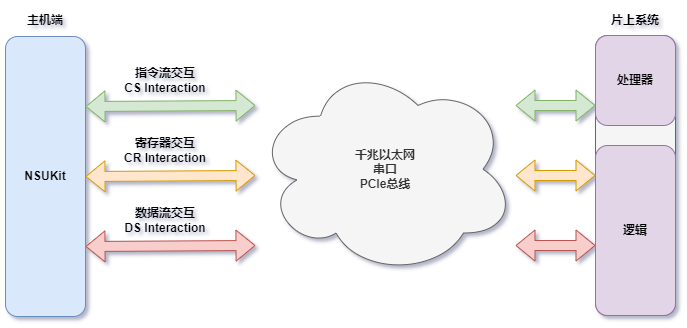 主机端
片上系统
NSUKit
指令流交互
CS Interaction
寄存器交互
CR Interaction
数据流交互
DS Interaction
千兆以太网
串口
PCIe总线
处理器
逻辑